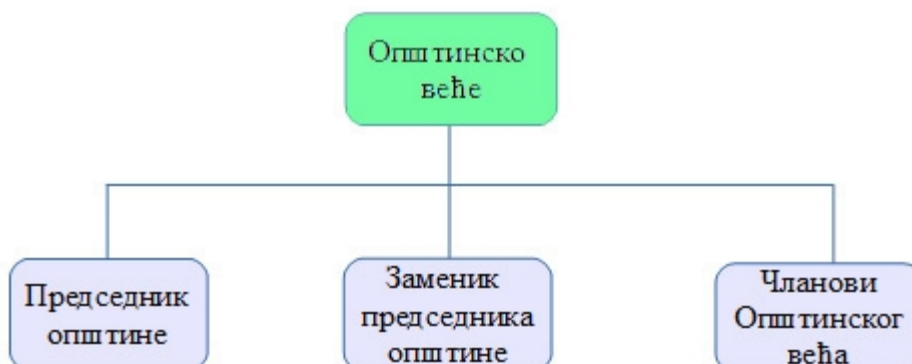 Општинско
веће
Председник
општине
Заменик
председника
општине
Чланови
Општинског
већа